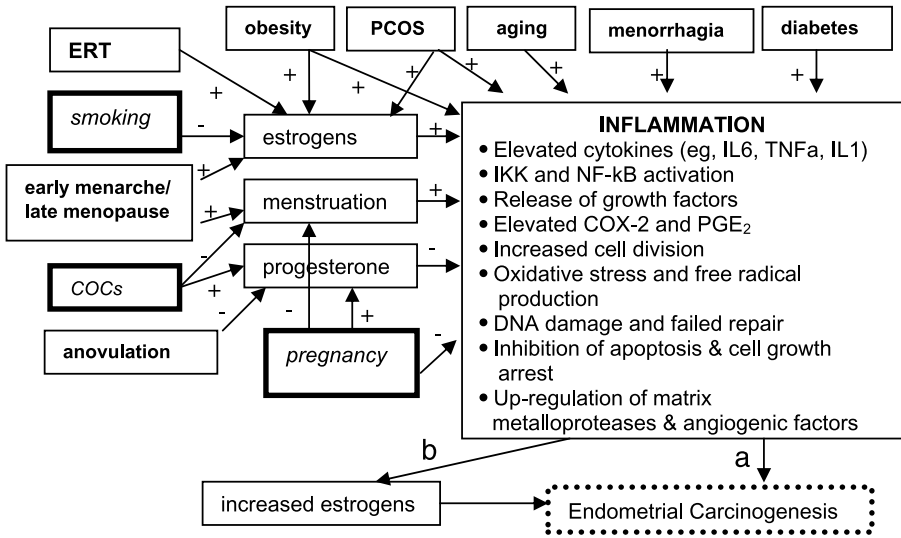 obesity
PCOS
aging
menorrhagia
diabetes
ERT
+
+
+
+
+
+
+
+
smoking
-
estrogens
+
INFLAMMATION
• Elevated cytokines (eg, IL6, TNFa, IL1)
• IKK and NF-kB activation
• Release of growth factors
• Elevated COX-2 and PGE₂
• Increased cell division
• Oxidative stress and free radical
production
• DNA damage and failed repair
• Inhibition of apoptosis & cell growth
arrest
• Up-regulation of matrix
metalloproteases & angiogenic factors
early menarche/
late menopause
+
+
menstruation
+
-
progesterone
-
COCs
+
-
anovulation
-
+
pregnancy
-
b
a
increased estrogens
Endometrial Carcinogenesis